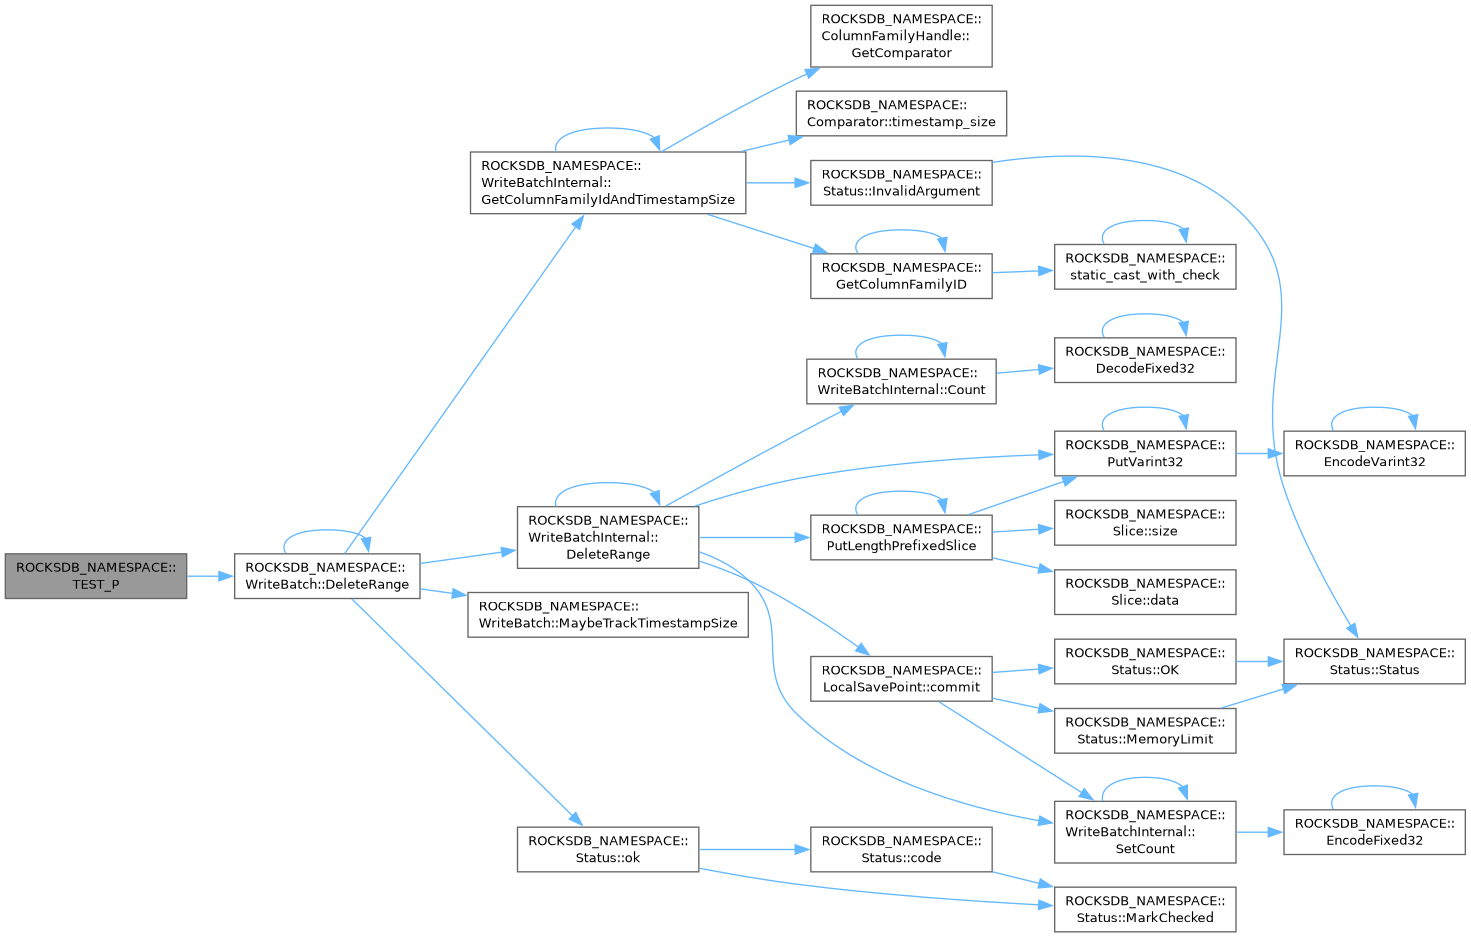 ROCKSDB_NAMESPACE::
TEST_P
ROCKSDB_NAMESPACE::
WriteBatch::DeleteRange
ROCKSDB_NAMESPACE::
WriteBatchInternal::
GetColumnFamilyIdAndTimestampSize
ROCKSDB_NAMESPACE::
WriteBatchInternal::
DeleteRange
ROCKSDB_NAMESPACE::
WriteBatch::MaybeTrackTimestampSize
ROCKSDB_NAMESPACE::
Status::ok
ROCKSDB_NAMESPACE::
ColumnFamilyHandle::
GetComparator
ROCKSDB_NAMESPACE::
Comparator::timestamp_size
ROCKSDB_NAMESPACE::
Status::InvalidArgument
ROCKSDB_NAMESPACE::
GetColumnFamilyID
ROCKSDB_NAMESPACE::
WriteBatchInternal::Count
ROCKSDB_NAMESPACE::
PutLengthPrefixedSlice
ROCKSDB_NAMESPACE::
LocalSavePoint::commit
ROCKSDB_NAMESPACE::
Status::code
ROCKSDB_NAMESPACE::
static_cast_with_check
ROCKSDB_NAMESPACE::
DecodeFixed32
ROCKSDB_NAMESPACE::
PutVarint32
ROCKSDB_NAMESPACE::
Slice::size
ROCKSDB_NAMESPACE::
Slice::data
ROCKSDB_NAMESPACE::
Status::OK
ROCKSDB_NAMESPACE::
Status::MemoryLimit
ROCKSDB_NAMESPACE::
WriteBatchInternal::
SetCount
ROCKSDB_NAMESPACE::
Status::MarkChecked
ROCKSDB_NAMESPACE::
EncodeVarint32
ROCKSDB_NAMESPACE::
Status::Status
ROCKSDB_NAMESPACE::
EncodeFixed32